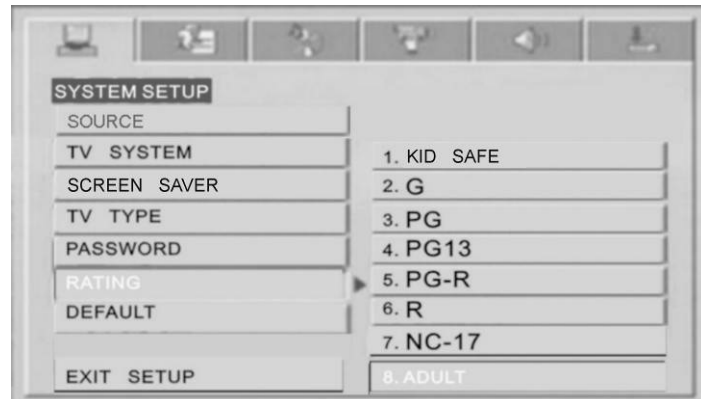 SYSTEM SETUP
SOURCE
TV SYSTEM
SCREEN SAVER
TV TYPE
PASSWORD
RATING
DEFAULT
EXIT SETUP
1. KID SAFE
2. G
3. PG
4. PG13
5. PG-R
6. R
7. NC-17
8. ADULT